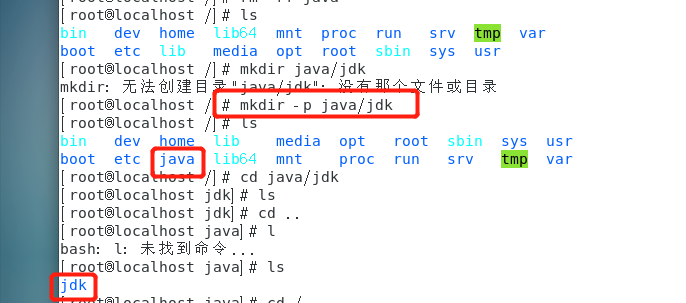 [root@localhost /]# ls
bin dev home lib64 mnt proc run srv tmp var
boot etc lib media opt root sbin sys usr
[root@localhost /]# mkdir java/jdk
mkdir: 无法创建目录"java/jdk": 没有那个文件或目录
[root@localhost /]# mkdir -p java/jdk
[root@localhost /]# ls
bin dev home lib media opt root sbin sys usr
boot etc java lib64 mnt proc run srv tmp var
[root@localhost /]# cd java/jdk
[root@localhost jdk]# ls
[root@localhost jdk]# cd ..
[root@localhost java]# l
bash: l: 未找到命令...
[root@localhost java]# ls
jdk
[root@localhost java]# cd /